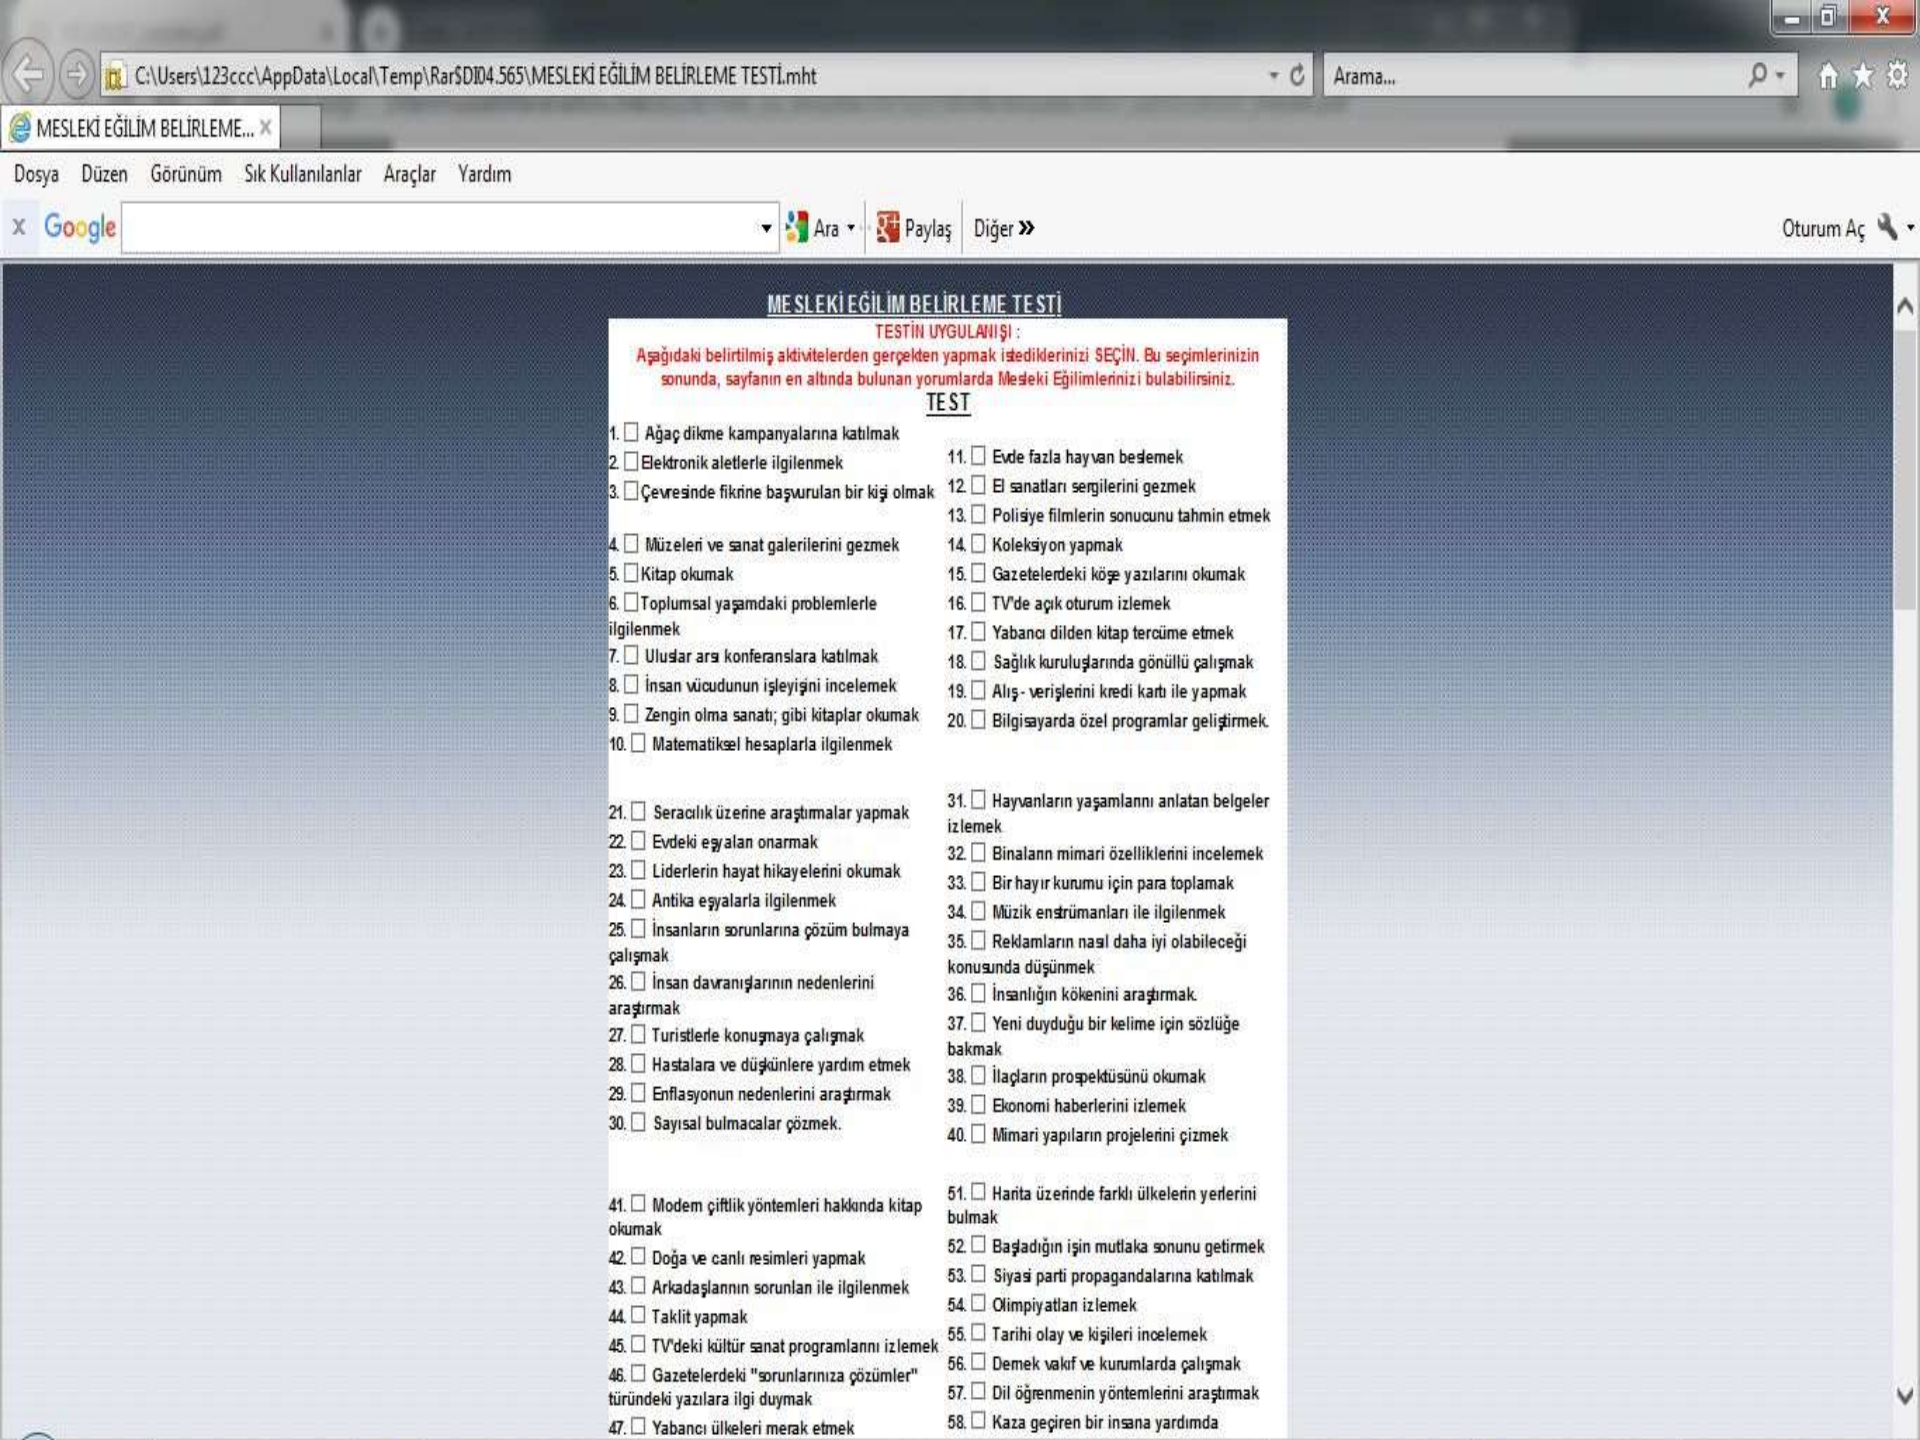 C:\Users\123ccc\AppData\Local\Temp\Rar$DI04.565\MESLEKİ EĞİLİM BELİRLEME TESTİ.mht
Arama...
MESLEKİ EĞİLİM BELİRLEME...
Dosya Düzen Görünüm Sık Kullanılanlar Araçlar Yardım
Google Ara Paylaş Diğer » Oturum Aç
MESLEKİ EĞİLİM BELİRLEME TESTİ
TESTİN UYGULANIŞI :
Aşağıdaki belirtilmiş aktivitelerden gerçekten yapmak istediklerinizi SEÇİN. Bu seçimlerinizin
sonunda, sayfanın en altında bulunan yorumlarda Mesleki Eğilimlerinizi bulabilirsiniz.
TEST
1. Ağaç dikme kampanyalarına katılmak
2. Elektronik aletlerle ilgilenmek
3. Çevresinde fikrine başvurulan bir kişi olmak
4. Müzeleri ve sanat galerilerini gezmek
5. Kitap okumak
6. Toplumsal yaşamdaki problemlerle
ilgilenmek
7. Uluslar arsı konferanslara katılmak
8. İnsan vücudunun işleyişini incelemek
9. Zengin olma sanatı; gibi kitaplar okumak
10. Matematiksel hesaplarla ilgilenmek
11. Evde fazla hayvan beslemek
12. El sanatları sergilerini gezmek
13. Polisiye filmlerin sonucunu tahmin etmek
14. Koleksiyon yapmak
15. Gazetelerdeki köşe yazılarını okumak
16. TV'de açık oturum izlemek
17. Yabancı dilden kitap tercüme etmek
18. Sağlık kuruluşlarında gönüllü çalışmak
19. Alış - verişlerini kredi kartı ile yapmak
20. Bilgisayarda özel programlar geliştirmek.
21. Seracılık üzerine araştırmalar yapmak
22. Evdeki eşyaları onarmak
23. Liderlerin hayat hikayelerini okumak
24. Antika eşyalarla ilgilenmek
25. İnsanların sorunlarına çözüm bulmaya
çalışmak
26. İnsan davranışlarının nedenlerini
araştırmak
27. Turistlerle konuşmaya çalışmak
28. Hastalara ve düşkünlere yardım etmek
29. Enflasyonun nedenlerini araştırmak
30. Sayısal bulmacalar çözmek.
31. Hayvanların yaşamlarını anlatan belgeler
izlemek
32. Binaların mimari özelliklerini incelemek
33. Bir hayır kurumu için para toplamak
34. Müzik enstrümanları ile ilgilenmek
35. Reklamların nasıl daha iyi olabileceği
konusunda düşünmek
36. İnsanlığın kökenini araştırmak.
37. Yeni duyduğu bir kelime için sözlüğe
bakmak
38. İlaçların prospektüsünü okumak
39. Ekonomi haberlerini izlemek
40. Mimari yapıların projelerini çizmek
41. Modern çiftlik yöntemleri hakkında kitap
okumak
42. Doğa ve canlı resimleri yapmak
43. Arkadaşlarının sorunları ile ilgilenmek
44. Taklit yapmak
45. TV'deki kültür sanat programlarını izlemek
46. Gazetelerdeki "sorunlarınıza çözümler"
türündeki yazılara ilgi duymak
47. Yabancı ülkeleri merak etmek
51. Harita üzerinde farklı ülkelerin yerlerini
bulmak
52. Başladığın işin mutlaka sonunu getirmek
53. Siyasi parti propagandalarına katılmak
54. Olimpiyatları izlemek
55. Tarihi olay ve kişileri incelemek
56. Dernek vakıf ve kurumlarda çalışmak
57. Dil öğrenmenin yöntemlerini araştırmak
58. Kaza geçiren bir insana yardımda